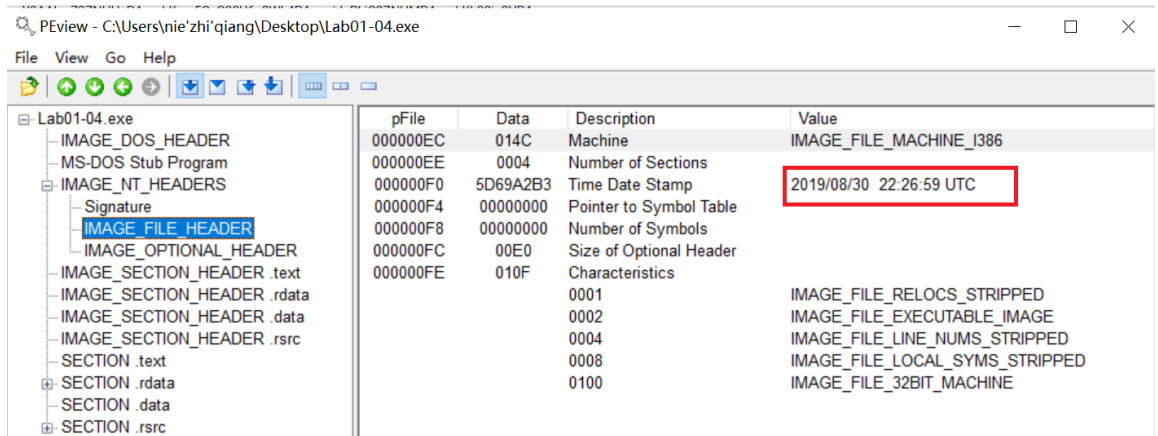 PEview - C:\Users\nie'zhi'qiang\Desktop\Lab01-04.exe
File View Go Help
Lab01-04.exe
IMAGE_DOS_HEADER
MS-DOS Stub Program
IMAGE_NT_HEADERS
Signature
IMAGE_FILE_HEADER
IMAGE_OPTIONAL_HEADER
IMAGE_SECTION_HEADER .text
IMAGE_SECTION_HEADER .rdata
IMAGE_SECTION_HEADER .data
IMAGE_SECTION_HEADER .rsrc
SECTION .text
SECTION .rdata
SECTION .data
SECTION .rsrc
pFile Data Description Value
000000EC 014C Machine IMAGE_FILE_MACHINE_I386
000000EE 0004 Number of Sections
000000F0 5D69A2B3 Time Date Stamp 2019/08/30 22:26:59 UTC
000000F4 00000000 Pointer to Symbol Table
000000F8 00000000 Number of Symbols
000000FC 00E0 Size of Optional Header
000000FE 010F Characteristics
0001 IMAGE_FILE_RELOCS_STRIPPED
0002 IMAGE_FILE_EXECUTABLE_IMAGE
0004 IMAGE_FILE_LINE_NUMS_STRIPPED
0008 IMAGE_FILE_LOCAL_SYMS_STRIPPED
0100 IMAGE_FILE_32BIT_MACHINE